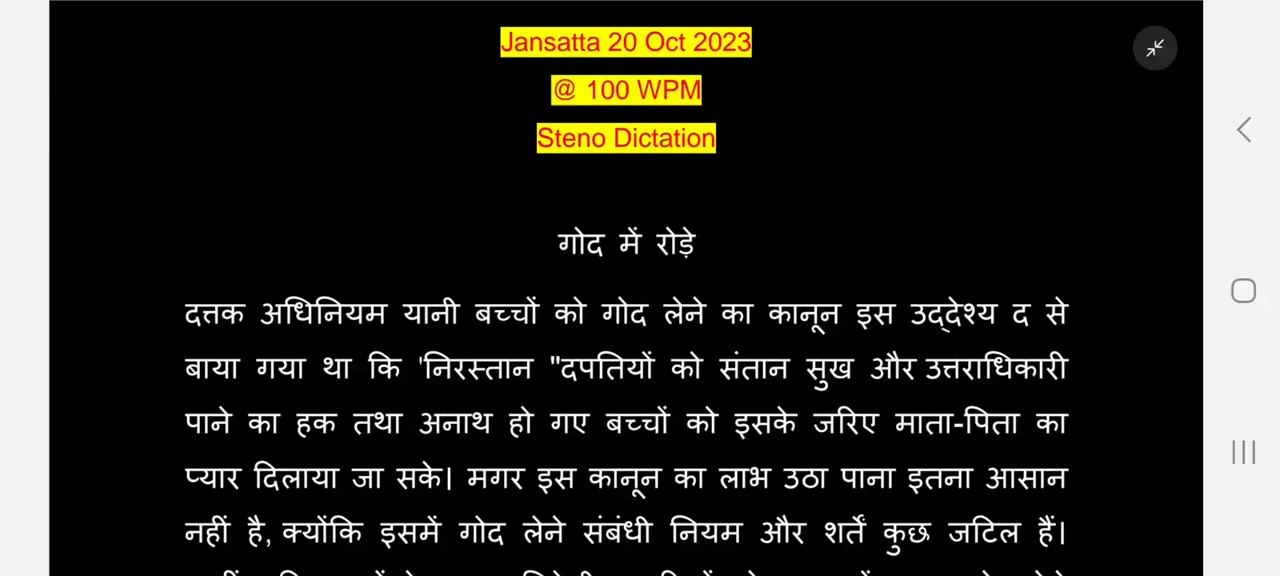 Jansatta 20 Oct 2023
@ 100 WPM
Steno Dictation
गोद में रोड़े
दत्तक अधिनियम यानी बच्चों को गोद लेने का कानून इस उद्देश्य द से
बाया गया था कि 'निरस्तान "दपतियों को संतान सुख और उत्तराधिकारी
पाने का हक तथा अनाथ हो गए बच्चों को इसके जरिए माता-पिता का
प्यार दिलाया जा सके। मगर इस कानून का लाभ उठा पाना इतना आसान
नहीं है, क्योंकि इसमें गोद लेने संबंधी नियम और शर्तें कुछ जटिल हैं।